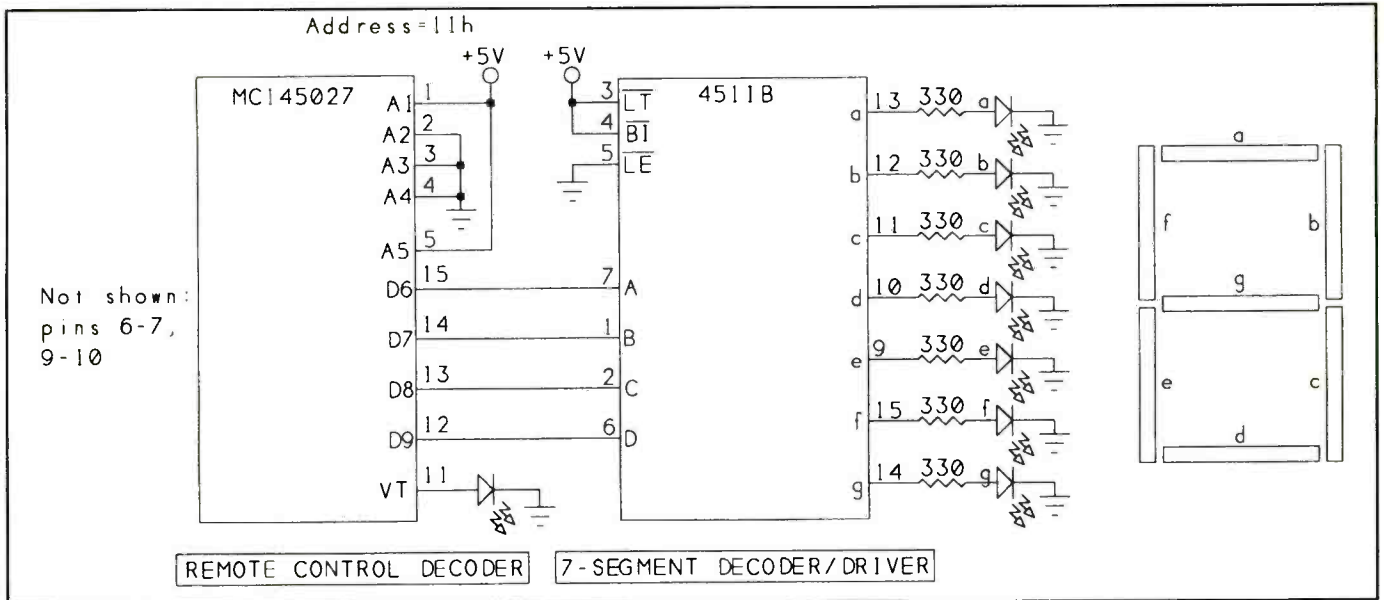 Address=11h
+5V
+5V
MC145027
4511B
A1 1
A2 2
A3 3
A4 4
A5 5
D6 15
D7 14
D8 13
D9 12
VT 11
Not shown:
pins 6-7,
9-10
3 LT
4 BI
5 LE
7 A
1 B
2 C
6 D
a 13 330 a
b 12 330 b
c 11 330 c
d 10 330 d
e 9 330 e
f 15 330 f
g 14 330 g
a
f b
g
e c
d
REMOTE CONTROL DECODER
7-SEGMENT DECODER/DRIVER